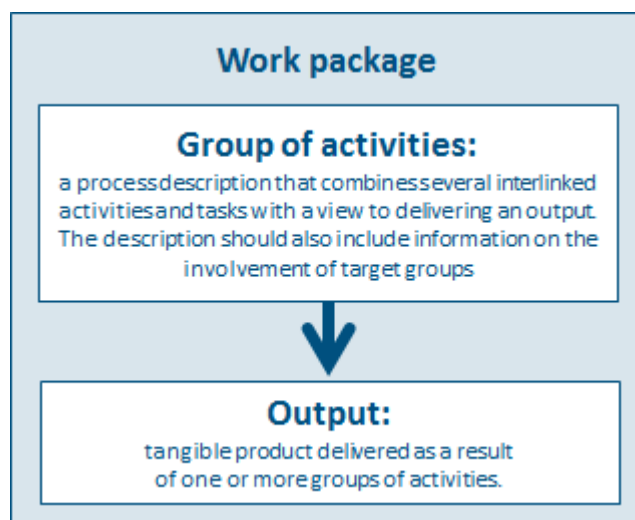 Work package
Group of activities:
a process description that combines several interlinked
activities and tasks with a view to delivering an output.
The description should also include information on the
involvement of target groups
Output:
tangible product delivered as a result
of one or more groups of activities.